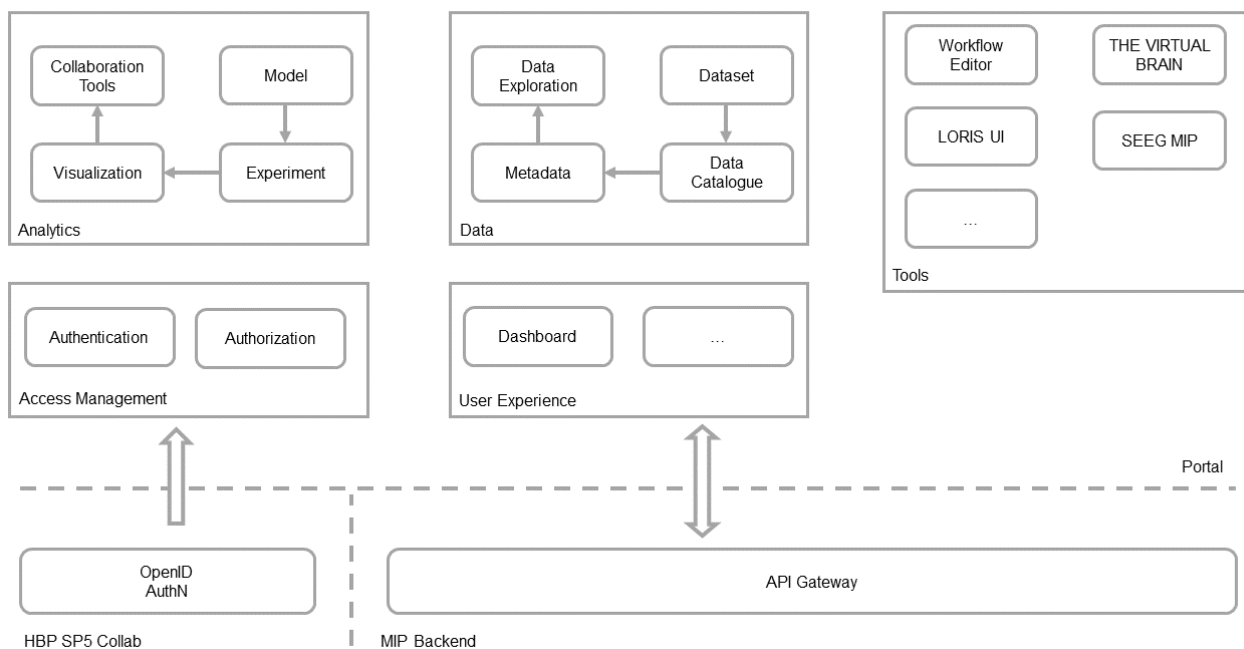 Collaboration
Tools
Model
Visualization
Experiment
Analytics
Data
Exploration
Dataset
Metadata
Data
Catalogue
Data
Workflow
Editor
THE VIRTUAL
BRAIN
LORIS UI
SEEG MIP
...
Tools
Authentication
Authorization
Access Management
Dashboard
...
User Experience
Portal
OpenID
AuthN
API Gateway
HBP SP5 Collab
MIP Backend